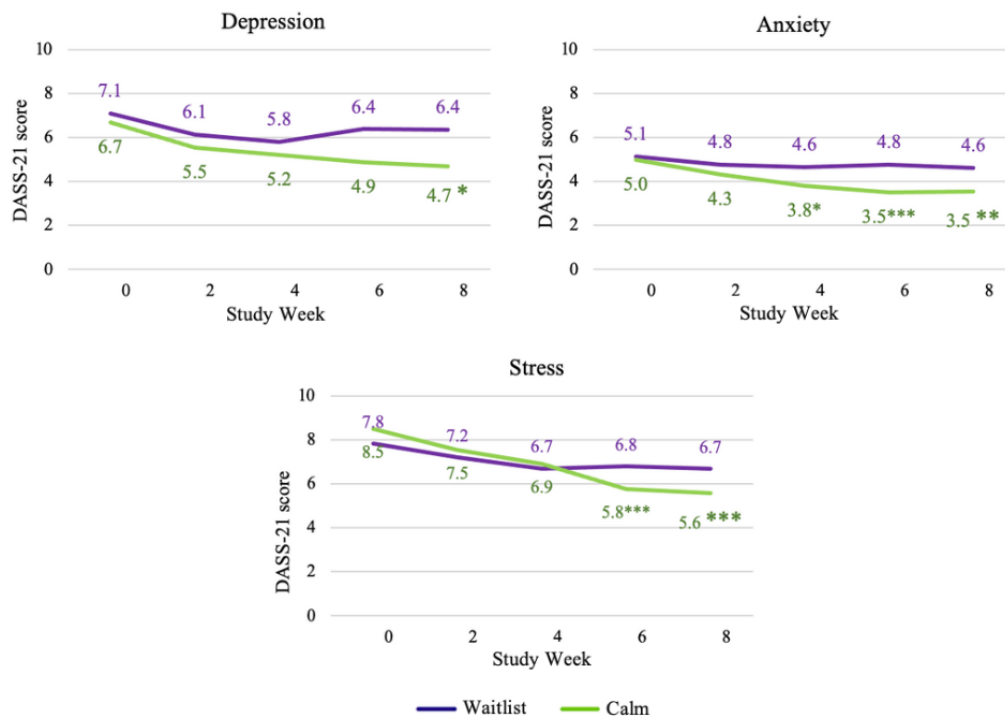 Depression
10
8
6
4
2
0
DASS-21 score
7.1 6.1 5.8 6.4 6.4
6.7 5.5 5.2 4.9 4.7 *
0 2 4 6 8
Study Week
Anxiety
10
8
6
4
2
0
DASS-21 score
5.1 4.8 4.6 4.8 4.6
5.0 4.3 3.8* 3.5*** 3.5 **
0 2 4 6 8
Study Week
Stress
10
8
6
4
2
0
DASS-21 score
7.8 7.2 6.7 6.8 6.7
8.5 7.5 6.9 5.8*** 5.6 ***
0 2 4 6 8
Study Week
Waitlist Calm